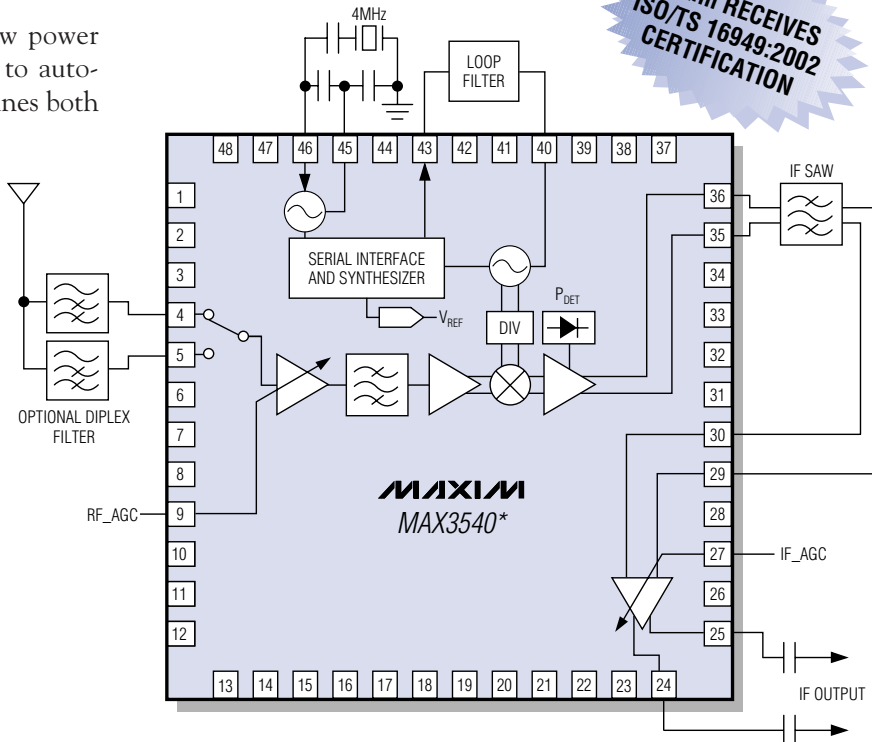 w power
to auto-
nes both
RECEIVES
ISO/TS 16949:2002
CERTIFICATION
4MHz
LOOP
FILTER
48 47 46 45 44 43 42 41 40 39 38 37
IF SAW
1
2
3
4
5
6
7
8
9
10
11
12
36
35
34
33
32
31
30
29
28
27
26
25
SERIAL INTERFACE
AND SYNTHESIZER
VREF
DIV
PDET
OPTIONAL DIPLEX
FILTER
RF_AGC
MAXIM
MAX3540*
IF_AGC
13 14 15 16 17 18 19 20 21 22 23 24
IF OUTPUT